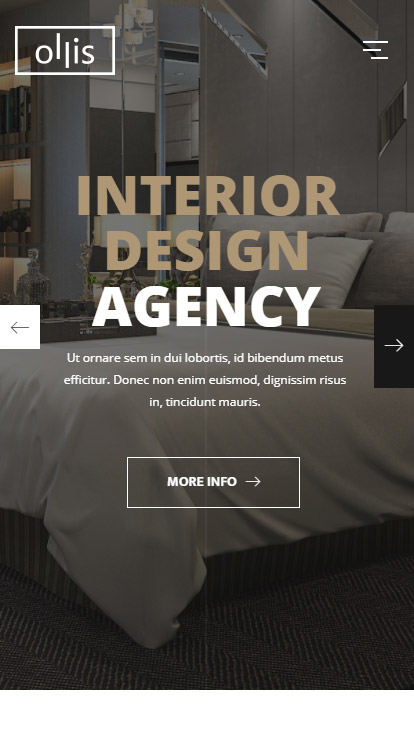 ollis
INTERIOR
DESIGN
AGENCY
Ut ornare sem in dui lobortis, id bibendum metus
efficitur. Donec non enim euismod, dignissim risus
in, tincidunt mauris.
MORE INFO